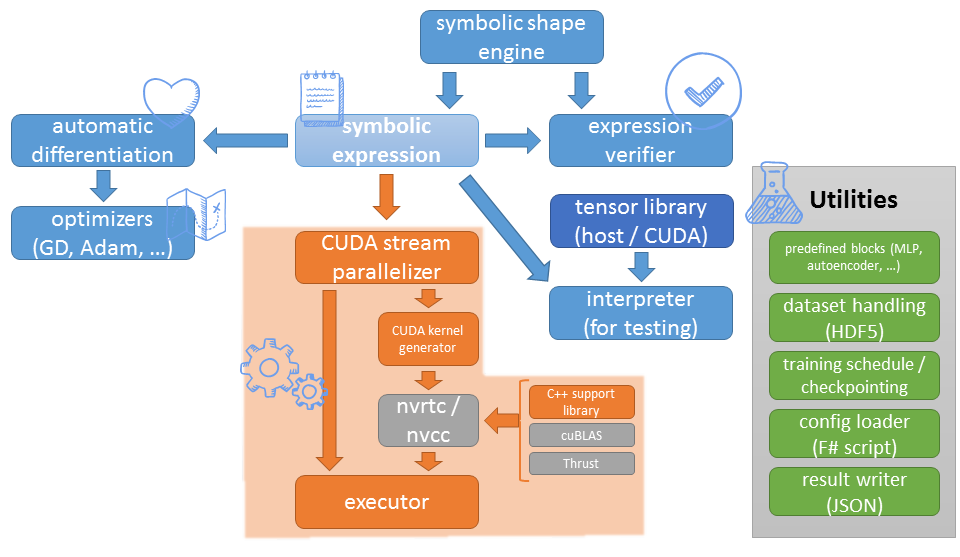 symbolic shape
engine
automatic
differentiation
symbolic
expression
expression
verifier
optimizers
(GD, Adam, ...)
tensor library
(host / CUDA)
interpreter
(for testing)
CUDA stream
parallelizer
CUDA kernel
generator
nvrtc /
nvcc
C++ support
library
cuBLAS
Thrust
executor
Utilities
predefined blocks (MLP,
autoencoder, ...)
dataset handling
(HDF5)
training schedule /
checkpointing
config loader
(F# script)
result writer
(JSON)